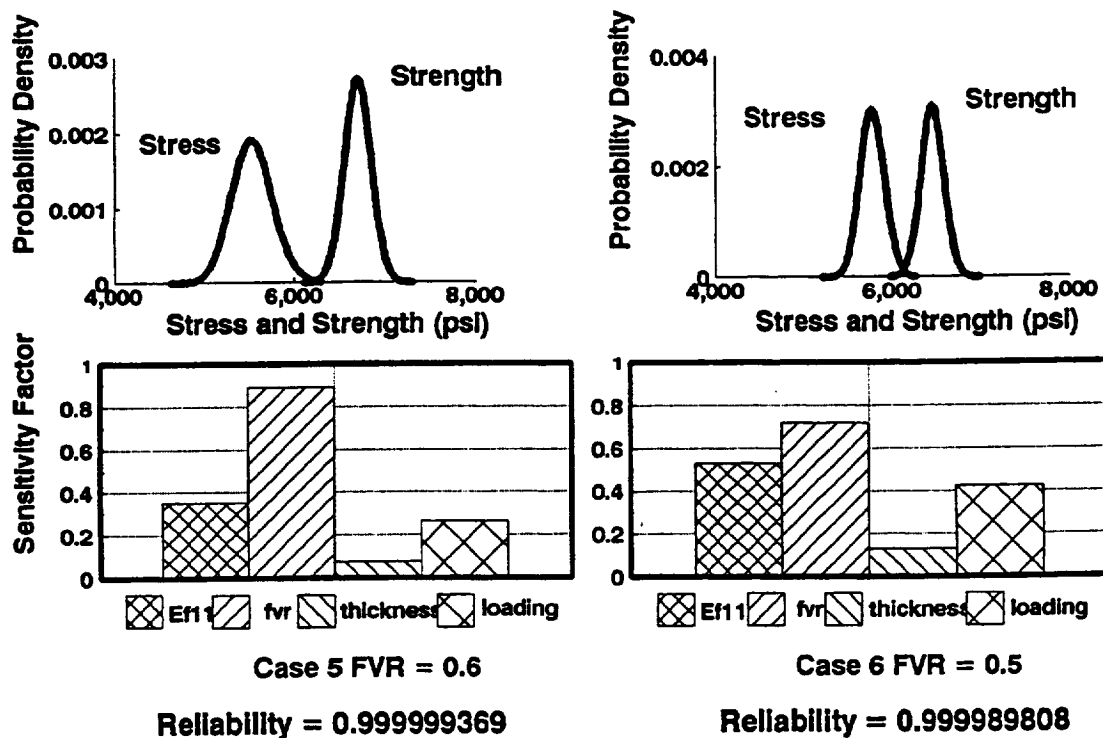 Probability Density
0.003
0.002
0.001
0
Stress
Strength
4,000
6,000
8,000
Stress and Strength (psi)
Probability Density
0.004
0.002
0
Stress
Strength
4,000
6,000
8,000
Stress and Strength (psi)
Sensitivity Factor
1
0.8
0.6
0.4
0.2
0
Ef11 fvr thickness loading
Case 5 FVR = 0.6
Reliability = 0.999999369
1
0.8
0.6
0.4
0.2
0
Ef11 fvr thickness loading
Case 6 FVR = 0.5
Reliability = 0.999989808